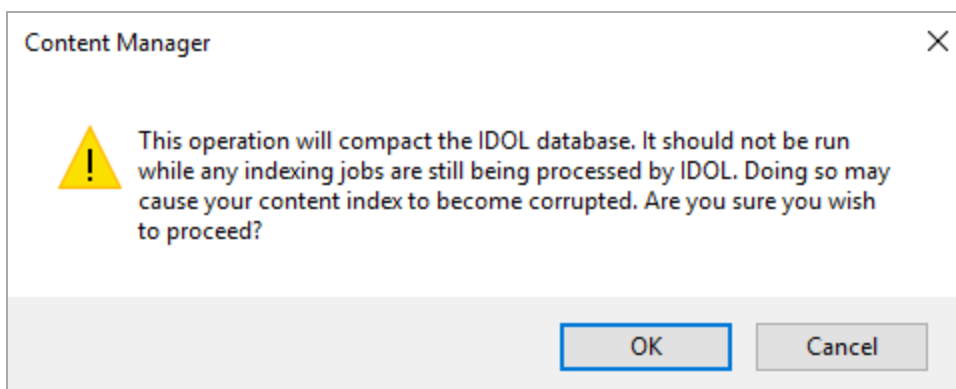 Content Manager
This operation will compact the IDOL database. It should not be run
while any indexing jobs are still being processed by IDOL. Doing so may
cause your content index to become corrupted. Are you sure you wish
to proceed?
OK
Cancel